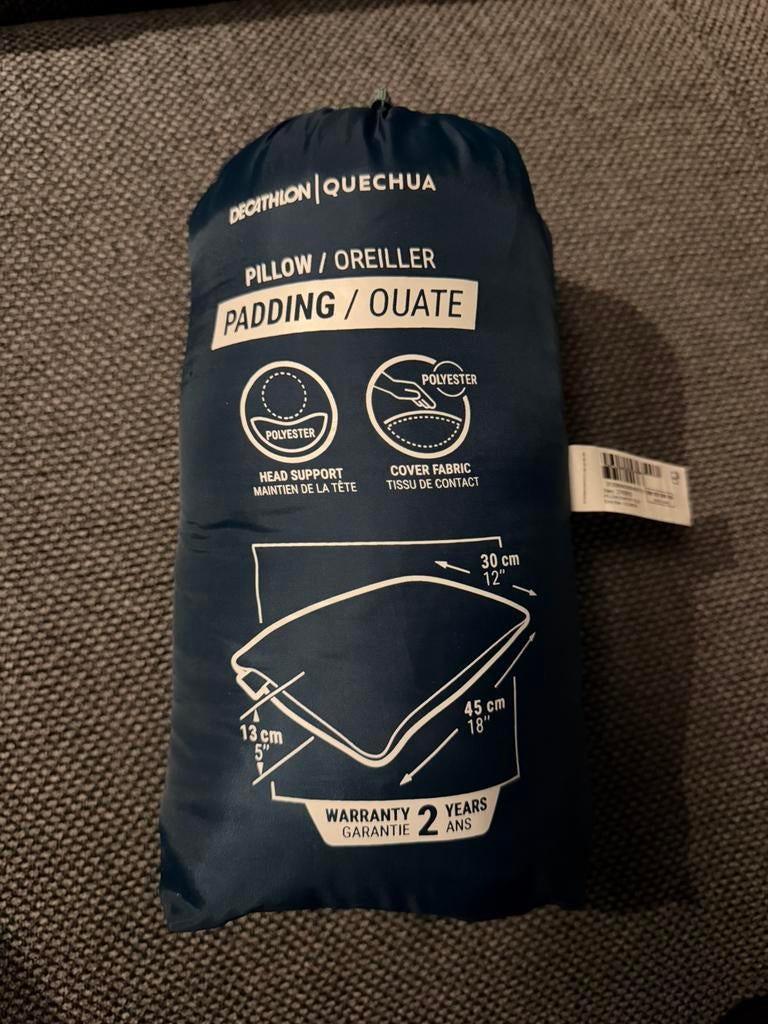 DECATHLON | QUECHUA
PILLOW / OREILLER
PADDING / OUATE
POLYESTER
POLYESTER
HEAD SUPPORT
MAINTIEN DE LA TÊTE
COVER FABRIC
TISSU DE CONTACT
30 cm
12"
45 cm
18"
13 cm
5"
WARRANTY 2 YEARS
GARANTIE ANS